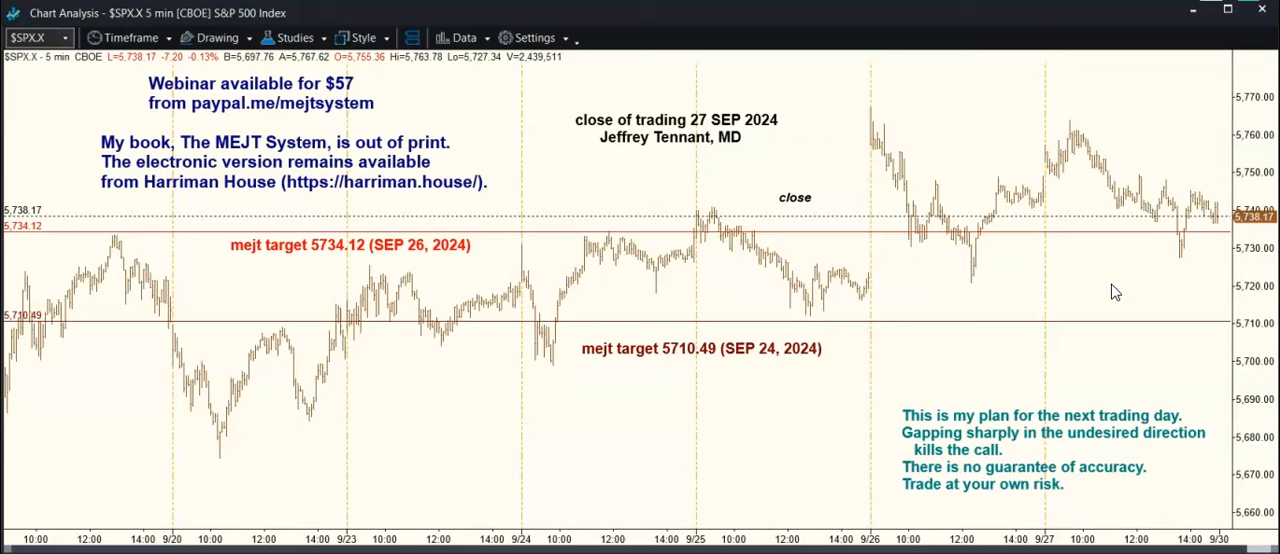 Chart Analysis - $SPX.X 5 min [CBOE] S&P 500 Index
$SPX.X Timeframe Drawing Studies Style Data Settings
$SPX.X - 5 min CBOE L=5,738.17 -7.20 -0.13% B=5,697.76 A=5,767.62 O=5,755.36 Hi=5,763.78 Lo=5,727.34 V=2,439,511
Webinar available for $57
from paypal.me/mejtsystem
My book, The MEJT System, is out of print.
The electronic version remains available
from Harriman House (https://harriman.house/).
close of trading 27 SEP 2024
Jeffrey Tennant, MD
close
5,738.17
5,734.12
mejt target 5734.12 (SEP 26, 2024)
5,710.49
mejt target 5710.49 (SEP 24, 2024)
This is my plan for the next trading day.
Gapping sharply in the undesired direction
kills the call.
There is no guarantee of accuracy.
Trade at your own risk.
5,770.00
5,760.00
5,750.00
5,740.00
5,738.17
5,730.00
5,720.00
5,710.00
5,700.00
5,690.00
5,680.00
5,670.00
5,660.00
10:00 12:00 14:00 9/20 10:00 12:00 14:00 9/23 10:00 12:00 14:00 9/24 10:00 12:00 14:00 9/25 10:00 12:00 14:00 9/26 10:00 12:00 14:00 9/27 10:00 12:00 14:00 9/30